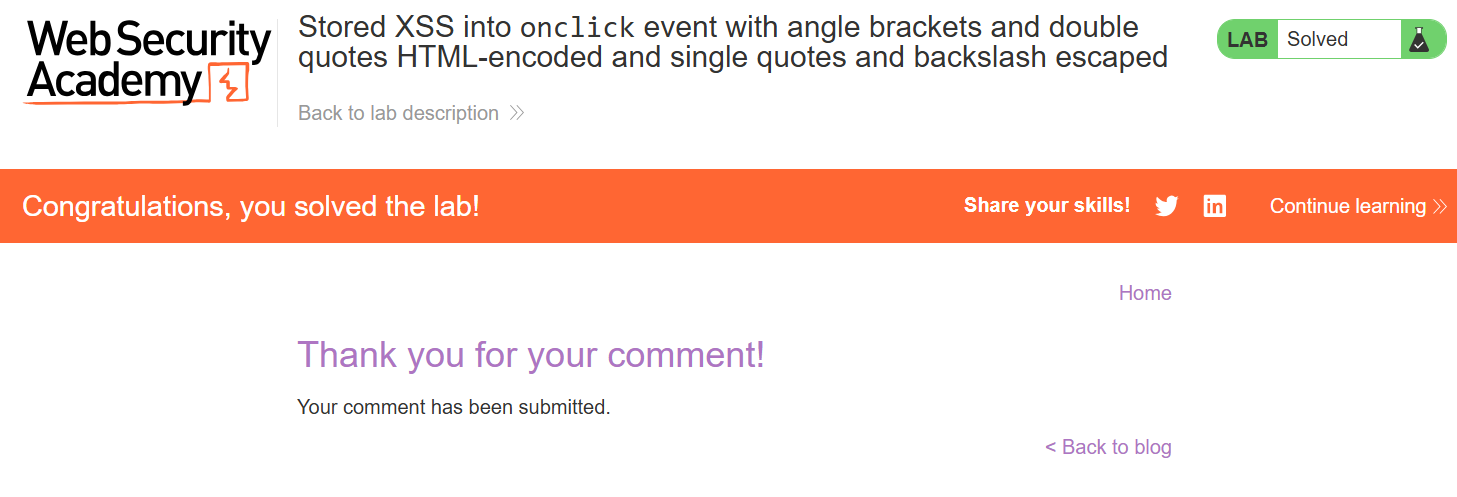 Web Security
Academy
Stored XSS into onclick event with angle brackets and double
quotes HTML-encoded and single quotes and backslash escaped
Back to lab description
LAB Solved
Congratulations, you solved the lab!
Share your skills!
Continue learning
Home
Thank you for your comment!
Your comment has been submitted.
< Back to blog